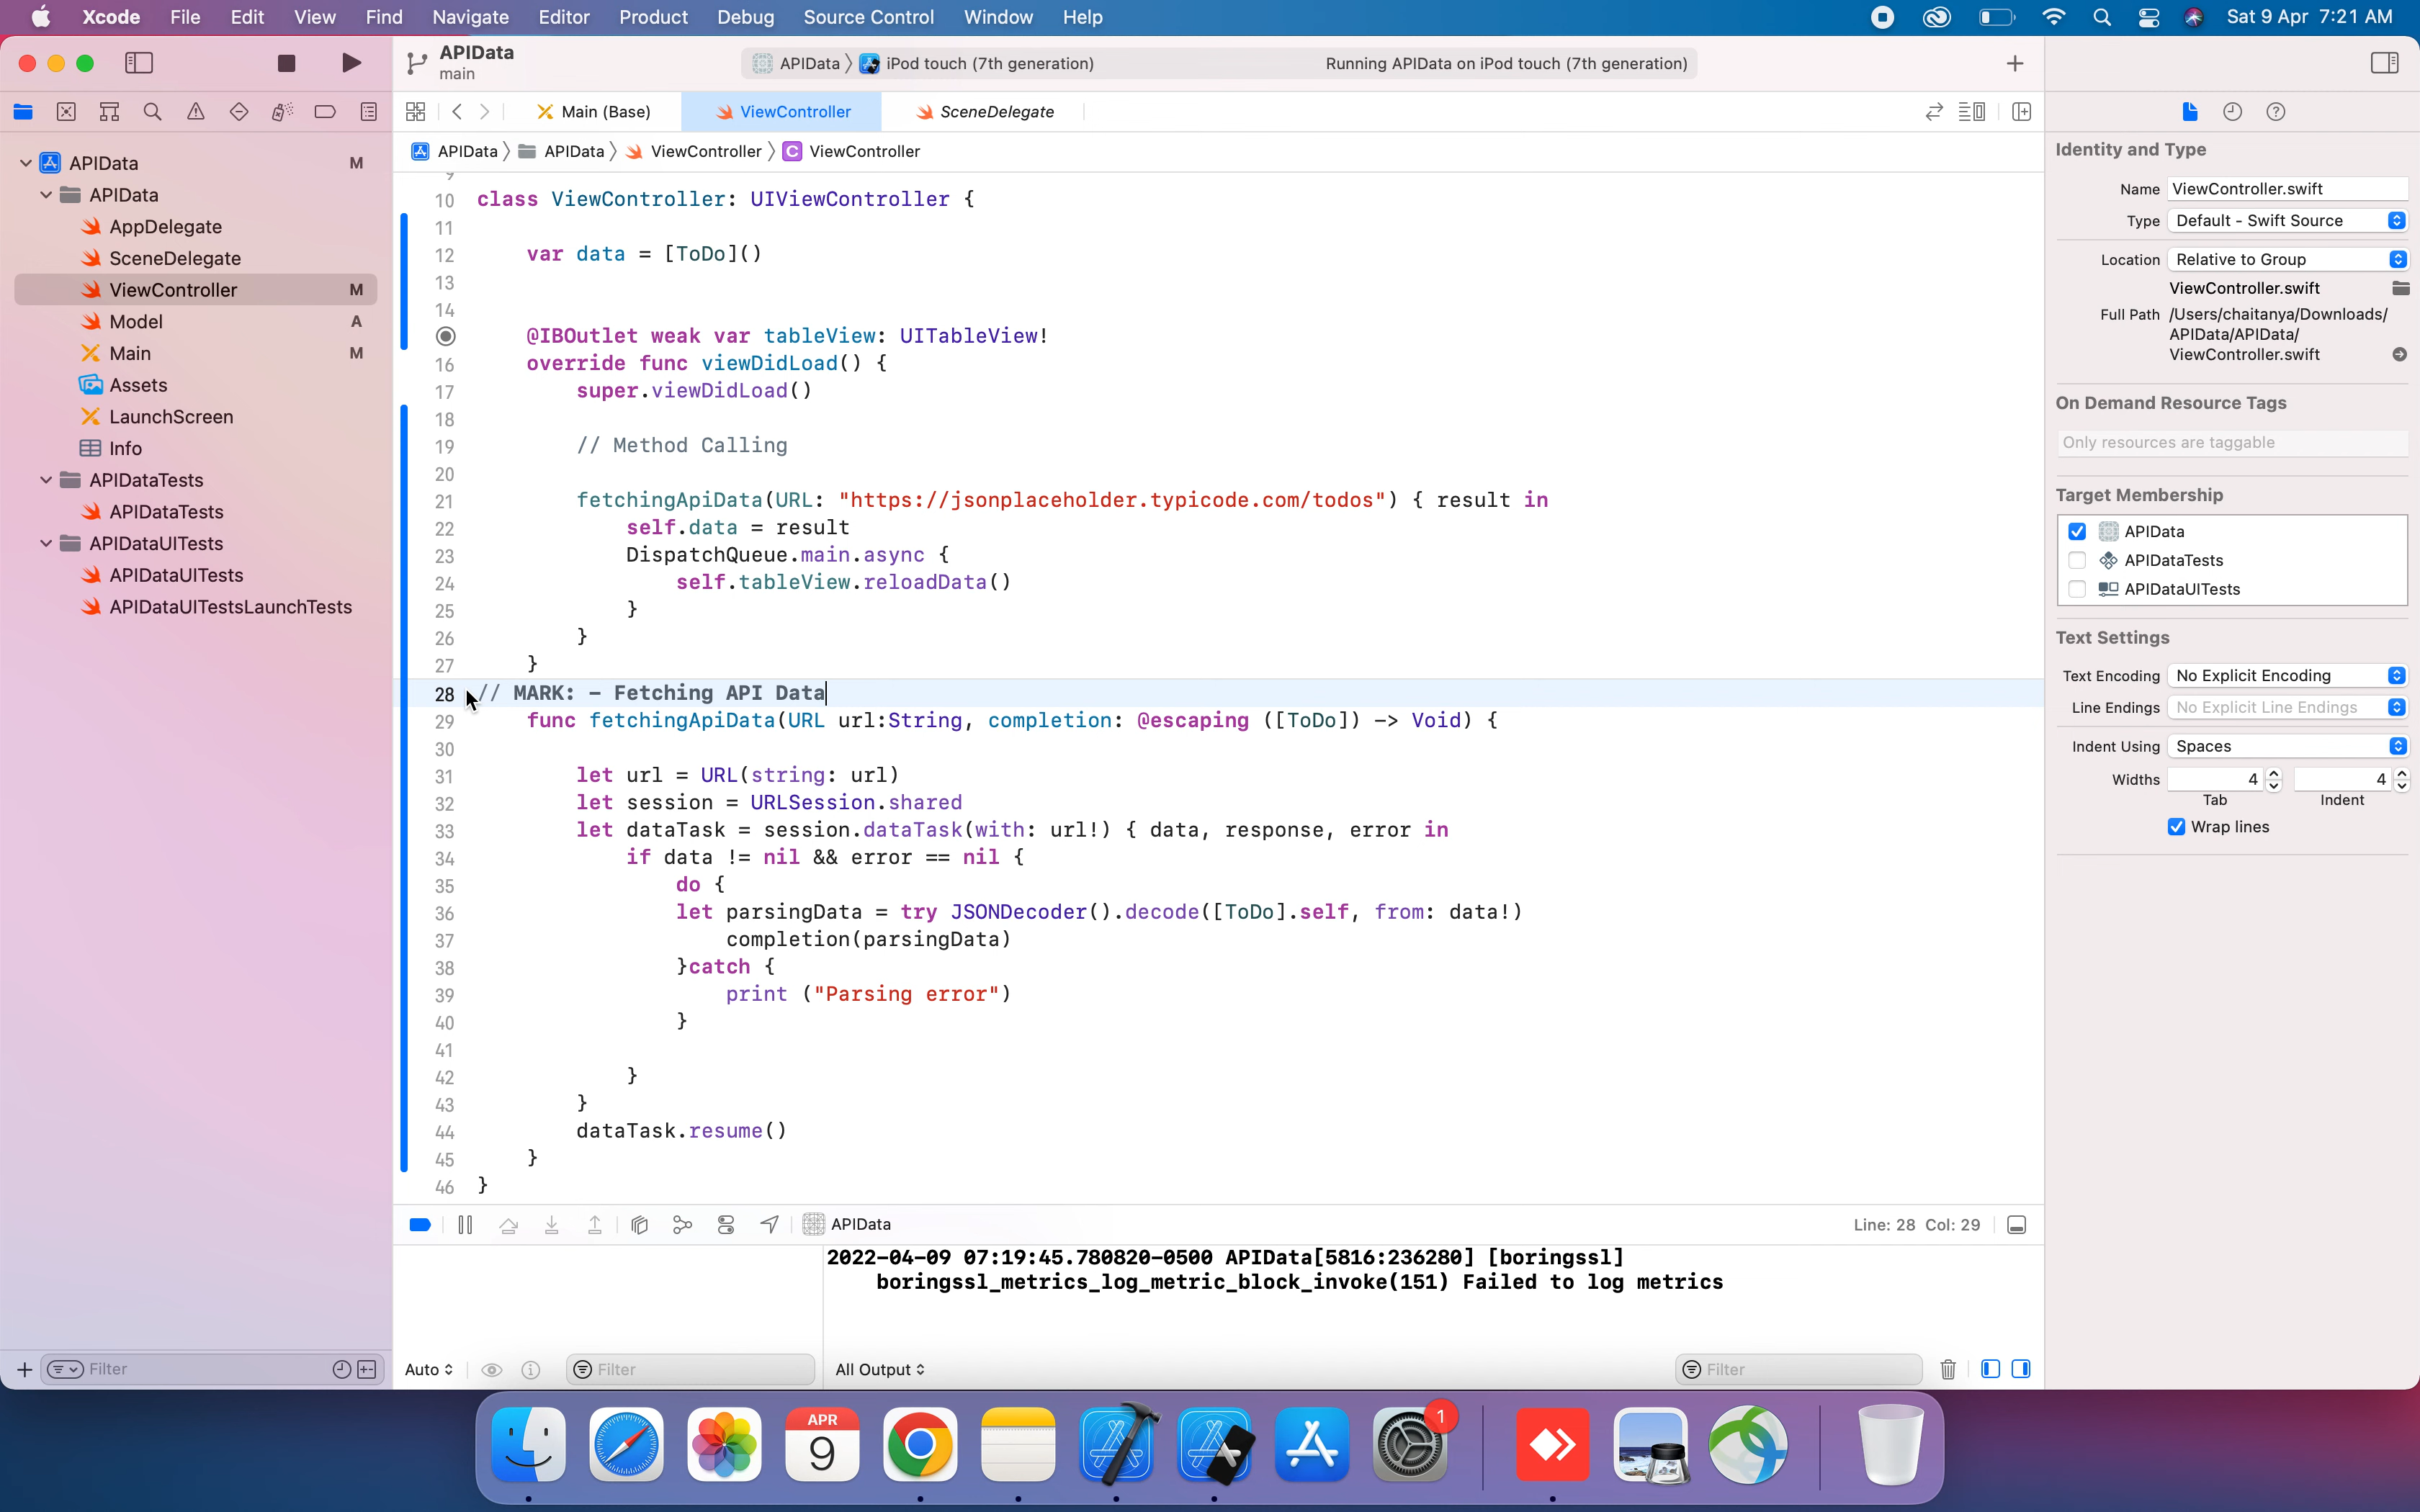 Xcode File Edit View Find Navigate Editor Product Debug Source Control Window Help Sat 9 Apr 7:21 AM
APIData
main
APIData iPod touch (7th generation) Running APIData on iPod touch (7th generation)
Main (Base) ViewController SceneDelegate
APIData APIData ViewController C ViewController
APIData M
APIData
AppDelegate
SceneDelegate
ViewController M
Model A
Main M
Assets
LaunchScreen
Info
APIDataTests
APIDataTests
APIDataUITests
APIDataUITests
APIDataUITestsLaunchTests
Filter
9
10 class ViewController: UIViewController {
11
12 var data = [ToDo]()
13
14
@IBOutlet weak var tableView: UITableView!
16 override func viewDidLoad() {
17 super.viewDidLoad()
18
19 // Method Calling
20
21 fetchingApiData(URL: "https://jsonplaceholder.typicode.com/todos") { result in
22 self.data = result
23 DispatchQueue.main.async {
24 self.tableView.reloadData()
25 }
26 }
27 }
28 // MARK: - Fetching API Data
29 func fetchingApiData(URL url:String, completion: @escaping ([ToDo]) -> Void) {
30
31 let url = URL(string: url)
32 let session = URLSession.shared
33 let dataTask = session.dataTask(with: url!) { data, response, error in
34 if data != nil && error == nil {
35 do {
36 let parsingData = try JSONDecoder().decode([ToDo].self, from: data!)
37 completion(parsingData)
38 }catch {
39 print ("Parsing error")
40 }
41
42 }
43 }
44 dataTask.resume()
45 }
46 }
APIData Line: 28 Col: 29
2022-04-09 07:19:45.780820-0500 APIData[5816:236280] [boringssl]
boringssl_metrics_log_metric_block_invoke(151) Failed to log metrics
Auto Filter All Output Filter
Identity and Type
Name ViewController.swift
Type Default - Swift Source
Location Relative to Group
ViewController.swift
Full Path /Users/chaitanya/Downloads/
APIData/APIData/
ViewController.swift
On Demand Resource Tags
Only resources are taggable
Target Membership
APIData
APIDataTests
APIDataUITests
Text Settings
Text Encoding No Explicit Encoding
Line Endings No Explicit Line Endings
Indent Using Spaces
Widths 4 4
Tab Indent
Wrap lines
APR
9
1